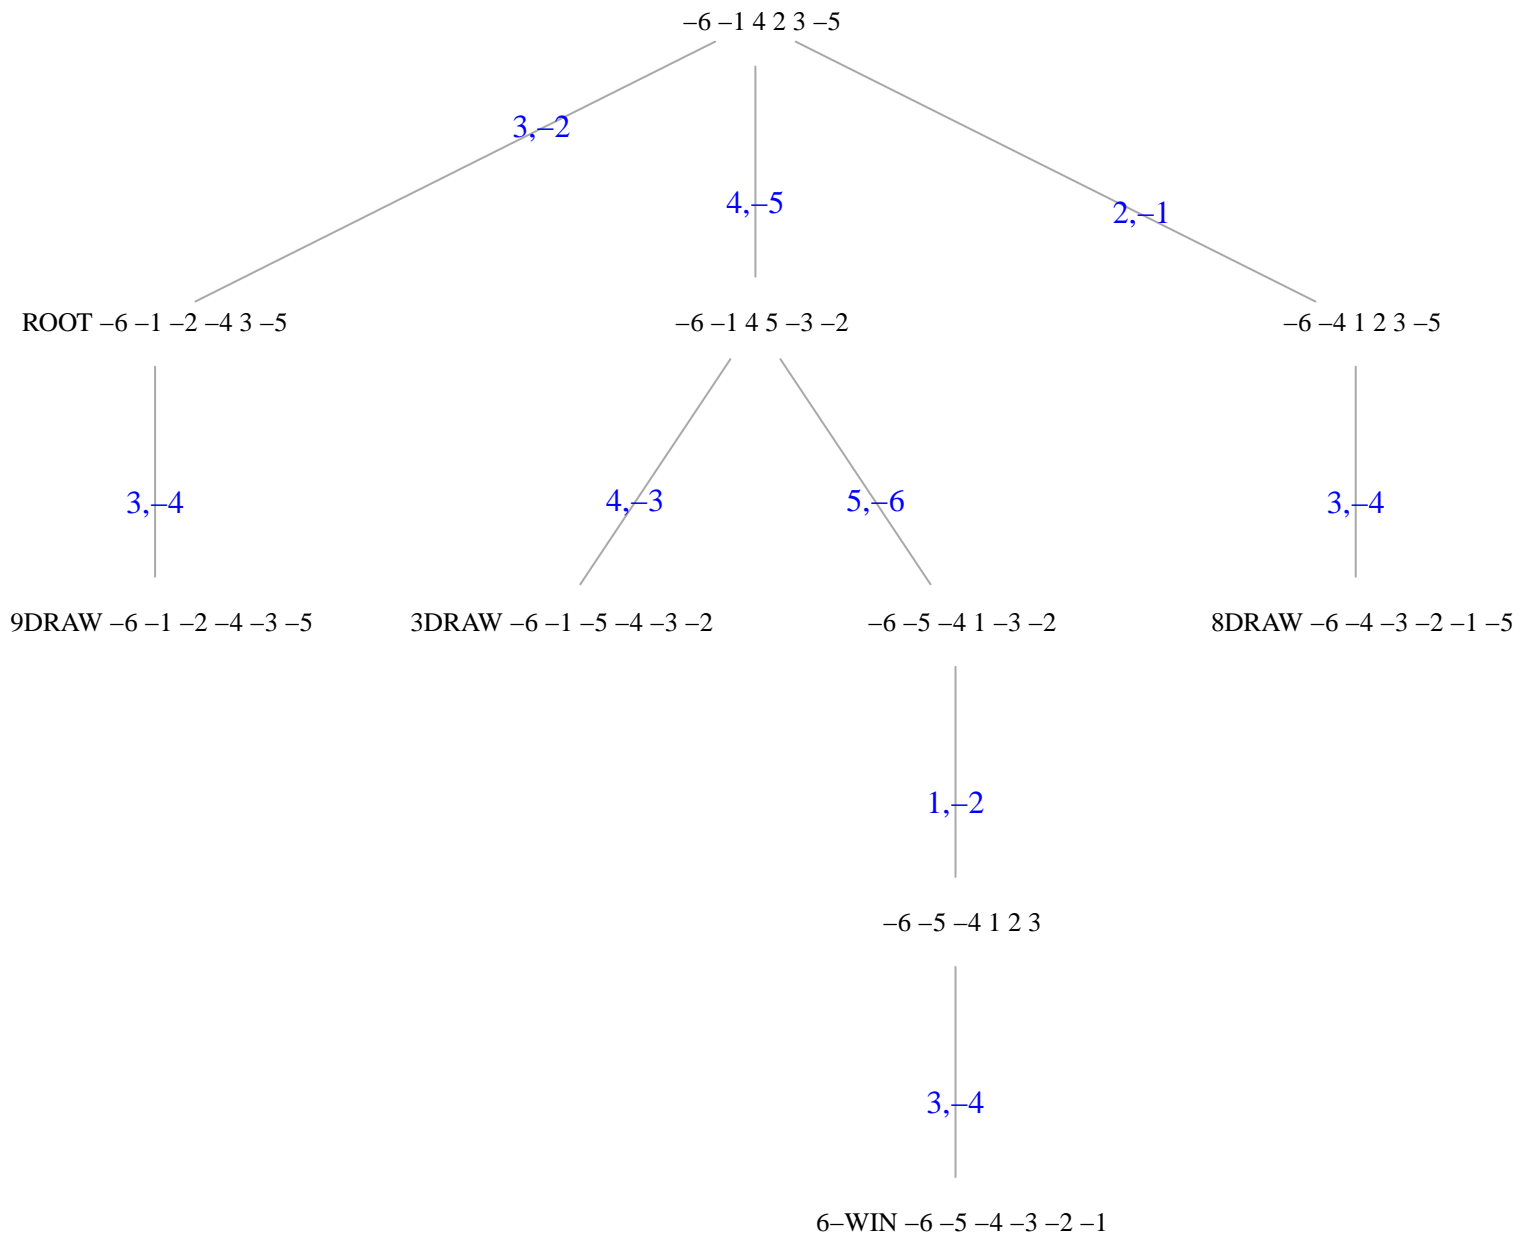 –6 –1 4 2 3 –5
3,–2
4,–5
2,–1
ROOT –6 –1 –2 –4 3 –5
–6 –1 4 5 –3 –2
–6 –4 1 2 3 –5
3,–4
4,–3
5,–6
3,–4
9DRAW –6 –1 –2 –4 –3 –5
3DRAW –6 –1 –5 –4 –3 –2
–6 –5 –4 1 –3 –2
8DRAW –6 –4 –3 –2 –1 –5
1,–2
–6 –5 –4 1 2 3
3,–4
6–WIN –6 –5 –4 –3 –2 –1